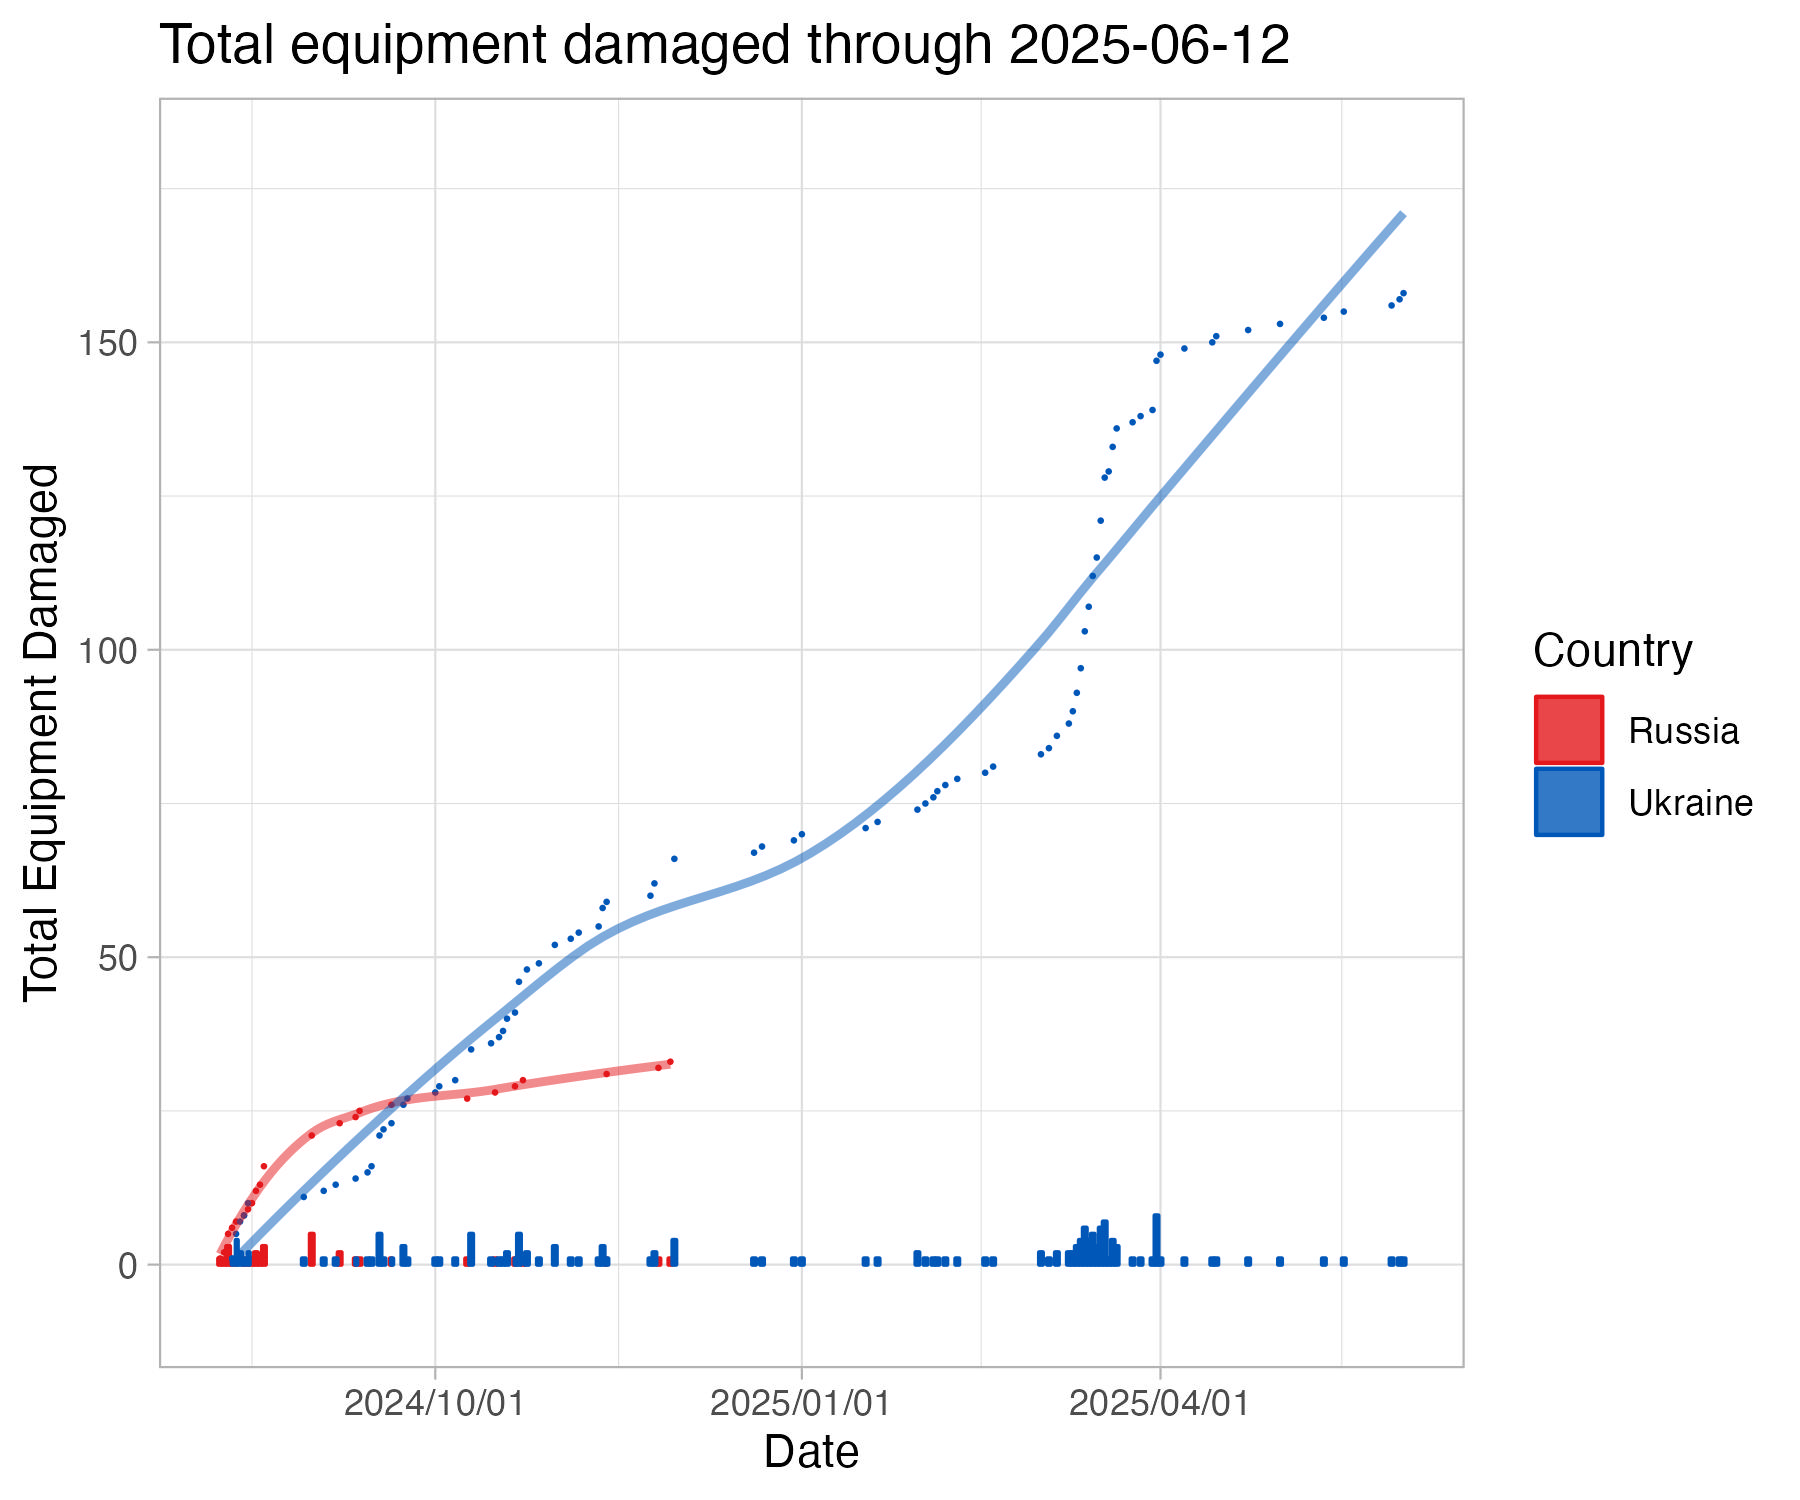 Total equipment damaged through 2025-06-12
Total Equipment Damaged
150
100
50
0
2024/10/01
2025/01/01
2025/04/01
Date
Country
Russia
Ukraine